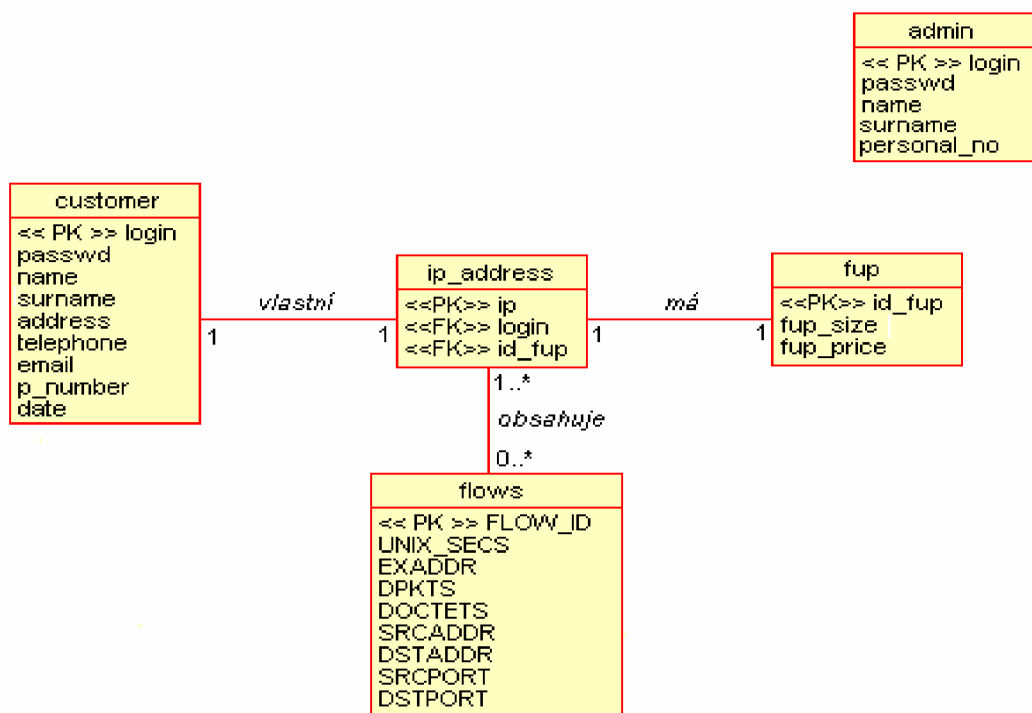 admin
<< PK >> login
passwd
name
surname
personal_no
customer
<< PK >> login
passwd
name
surname
address
telephone
email
p_number
date
vlastní
1
1
ip_address
<<PK>> ip
<<FK>> login
<<FK>> id_fup
má
1
1
fup
<<PK>> id_fup
fup_size
fup_price
1..*
obsahuje
0..*
flows
<< PK >> FLOW_ID
UNIX_SECS
EXADDR
DPKTS
DOCTETS
SRCADDR
DSTADDR
SRCPORT
DSTPORT